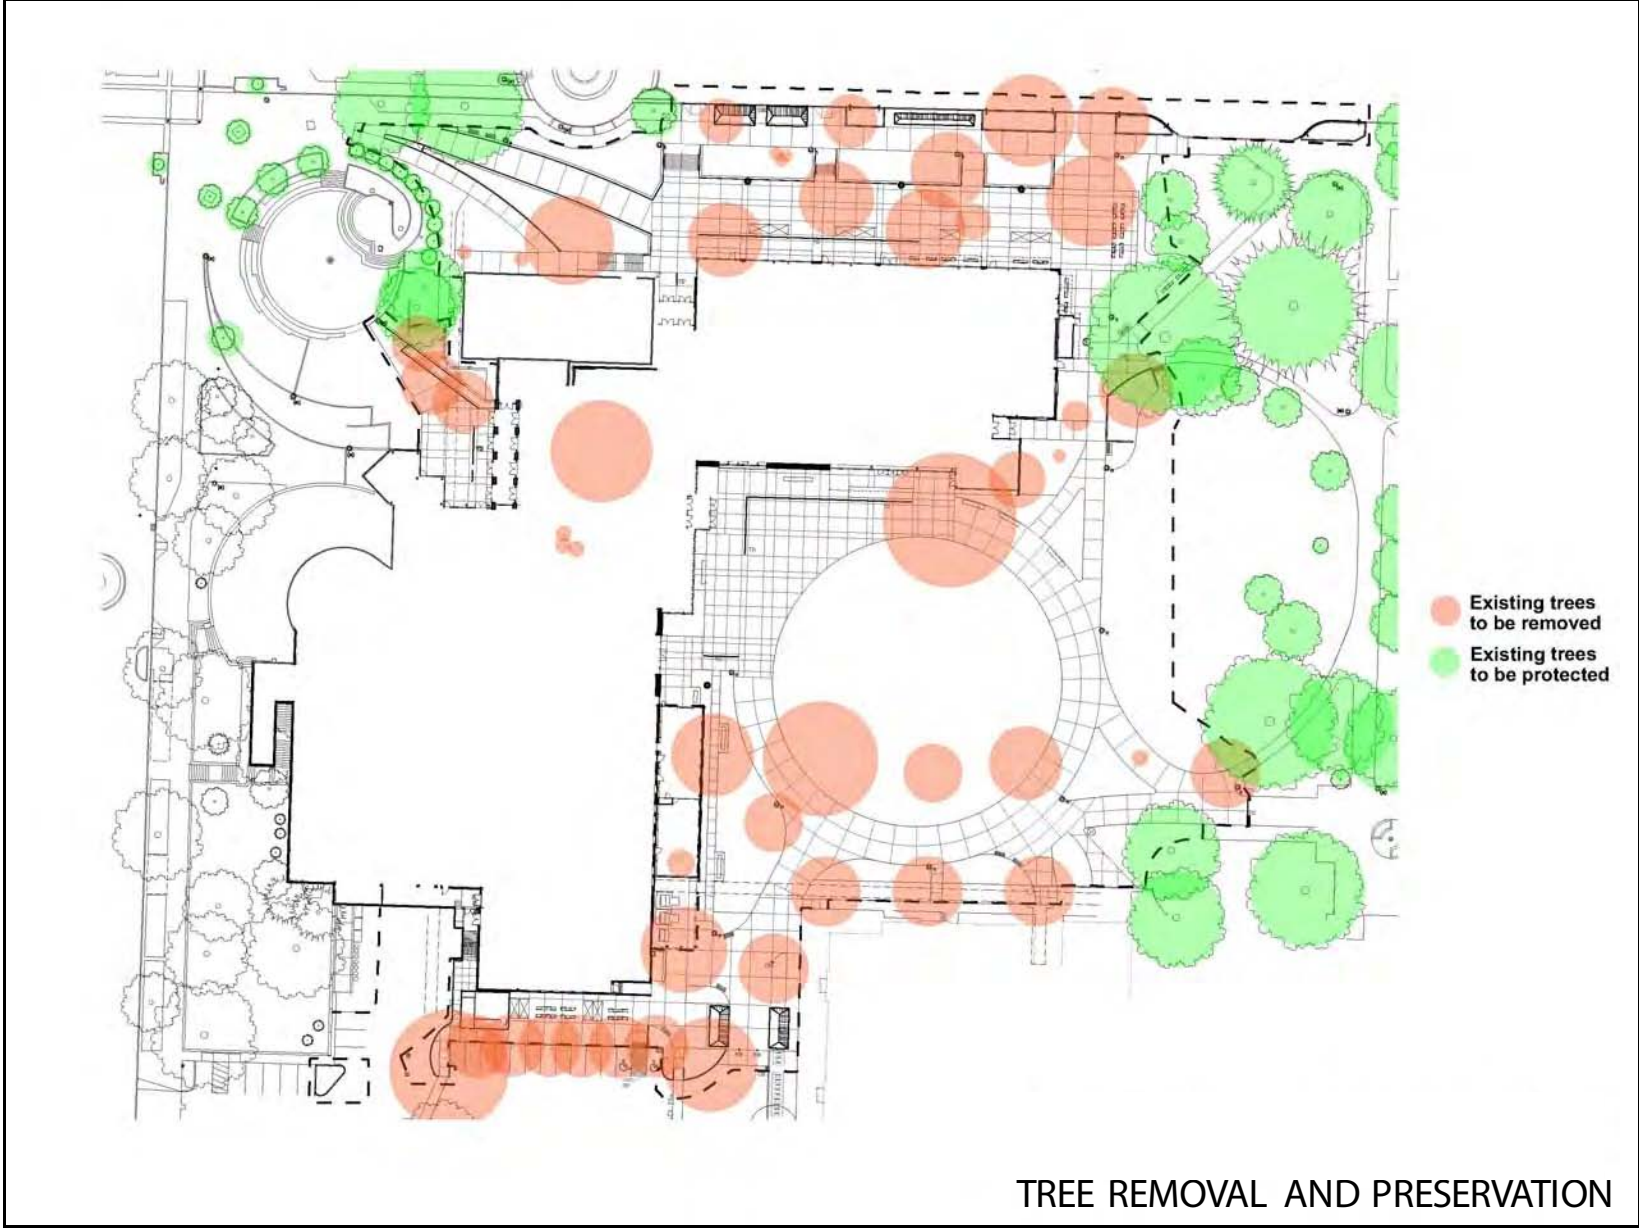 Existing trees
to be removed
Existing trees
to be protected
TREE REMOVAL AND PRESERVATION